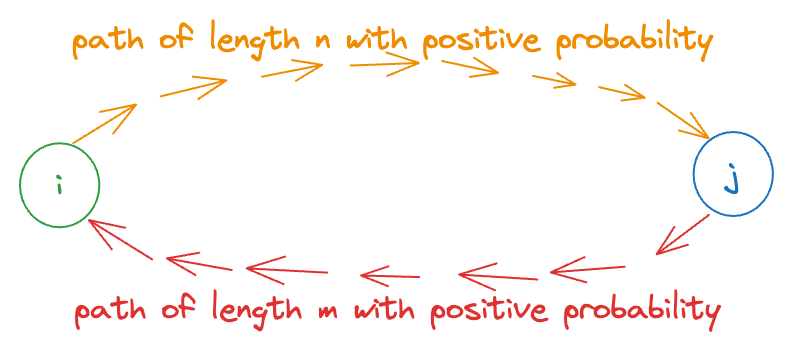 path of length n with positive probability
i
j
path of length m with positive probability